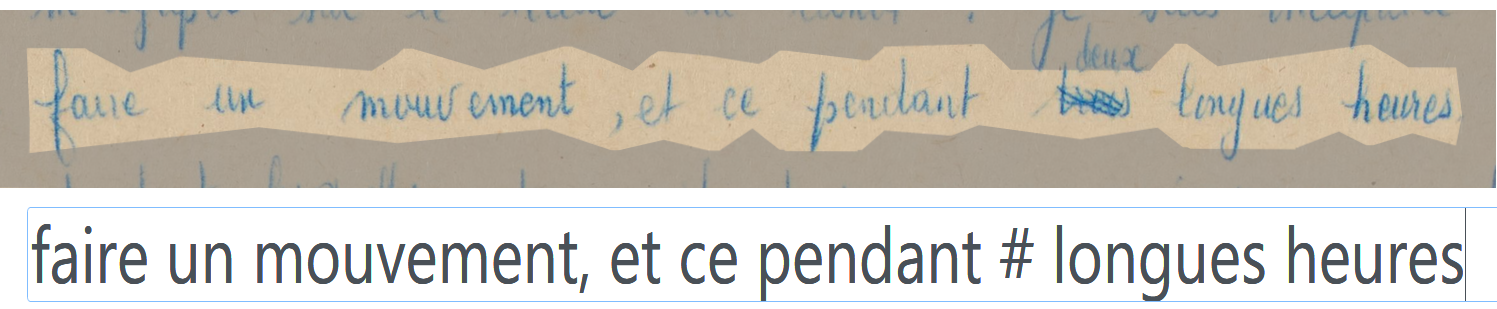 deux
faire un mouvement, et ce pendant longues heures
faire un mouvement, et ce pendant # longues heures